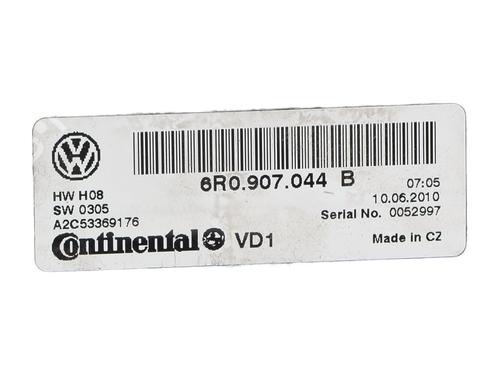 6R0.907.044 B
HW H08
SW 0305
A2C53369176
07:05
10.06.2010
Serial No. 0052997
Continental VD1
Made in CZ